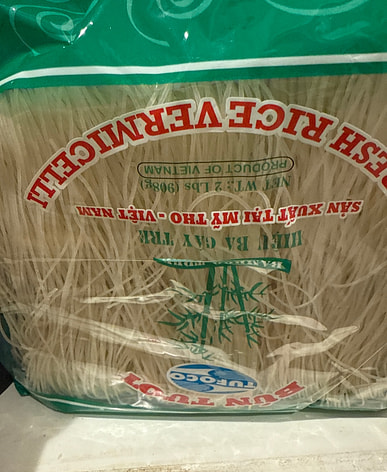 BÚN TƯƠI
TUFOCO
HIỆU BA CÂY TRE
SẢN XUẤT TẠI MỸ THO - VIỆT NAM
NET WT. 2 Lbs (908g)
PRODUCT OF VIETNAM
RESH RICE VERMICELLI